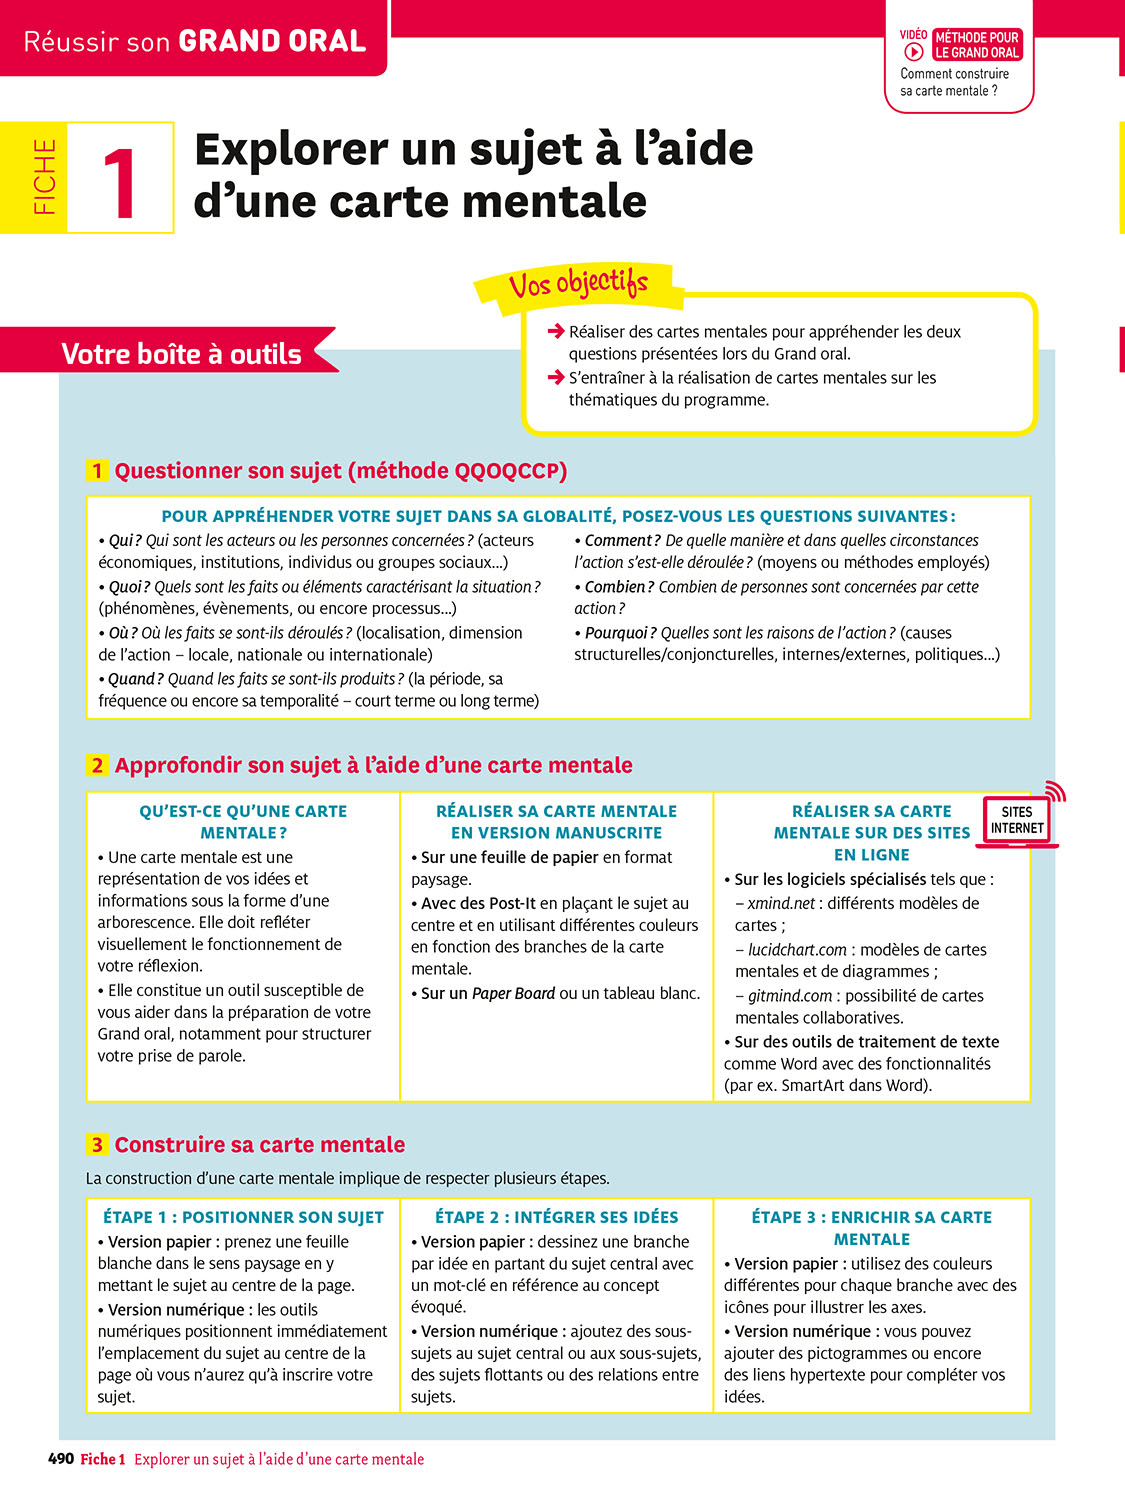 Réussir son GRAND ORAL
VIDÉO
MÉTHODE POUR
LE GRAND ORAL
Comment construire
sa carte mentale ?
FICHE
1
Explorer un sujet à l’aide
d’une carte mentale
Vos objectifs
→ Réaliser des cartes mentales pour appréhender les deux
questions présentées lors du Grand oral.
→ S’entraîner à la réalisation de cartes mentales sur les
thématiques du programme.
Votre boîte à outils
1 Questionner son sujet (méthode QQOQCCP)
POUR APPRÉHENDER VOTRE SUJET DANS SA GLOBALITÉ, POSEZ-VOUS LES QUESTIONS SUIVANTES :
• Qui ? Qui sont les acteurs ou les personnes concernées ? (acteurs
économiques, institutions, individus ou groupes sociaux...)
• Quoi ? Quels sont les faits ou éléments caractérisant la situation ?
(phénomènes, évènements, ou encore processus...)
• Où ? Où les faits se sont-ils déroulés ? (localisation, dimension
de l’action – locale, nationale ou internationale)
• Quand ? Quand les faits se sont-ils produits ? (la période, sa
fréquence ou encore sa temporalité – court terme ou long terme)
• Comment ? De quelle manière et dans quelles circonstances
l’action s’est-elle déroulée ? (moyens ou méthodes employés)
• Combien ? Combien de personnes sont concernées par cette
action ?
• Pourquoi ? Quelles sont les raisons de l’action ? (causes
structurelles/conjoncturelles, internes/externes, politiques...)
2 Approfondir son sujet à l’aide d’une carte mentale
QU’EST-CE QU’UNE CARTE
MENTALE ?
• Une carte mentale est une
représentation de vos idées et
informations sous la forme d’une
arborescence. Elle doit refléter
visuellement le fonctionnement de
votre réflexion.
• Elle constitue un outil susceptible de
vous aider dans la préparation de votre
Grand oral, notamment pour structurer
votre prise de parole.
RÉALISER SA CARTE MENTALE
EN VERSION MANUSCRITE
• Sur une feuille de papier en format
paysage.
• Avec des Post-It en plaçant le sujet au
centre et en utilisant différentes couleurs
en fonction des branches de la carte
mentale.
• Sur un Paper Board ou un tableau blanc.
RÉALISER SA CARTE
MENTALE SUR DES SITES
EN LIGNE
SITES
INTERNET
• Sur les logiciels spécialisés tels que :
– xmind.net : différents modèles de
cartes ;
– lucidchart.com : modèles de cartes
mentales et de diagrammes ;
– gitmind.com : possibilité de cartes
mentales collaboratives.
• Sur des outils de traitement de texte
comme Word avec des fonctionnalités
(par ex. SmartArt dans Word).
3 Construire sa carte mentale
La construction d’une carte mentale implique de respecter plusieurs étapes.
ÉTAPE 1 : POSITIONNER SON SUJET
• Version papier : prenez une feuille
blanche dans le sens paysage en y
mettant le sujet au centre de la page.
• Version numérique : les outils
numériques positionnent immédiatement
l’emplacement du sujet au centre de la
page où vous n’aurez qu’à inscrire votre
sujet.
ÉTAPE 2 : INTÉGRER SES IDÉES
• Version papier : dessinez une branche
par idée en partant du sujet central avec
un mot-clé en référence au concept
évoqué.
• Version numérique : ajoutez des sous-
sujets au sujet central ou aux sous-sujets,
des sujets flottants ou des relations entre
sujets.
ÉTAPE 3 : ENRICHIR SA CARTE
MENTALE
• Version papier : utilisez des couleurs
différentes pour chaque branche avec des
icônes pour illustrer les axes.
• Version numérique : vous pouvez
ajouter des pictogrammes ou encore
des liens hypertexte pour compléter vos
idées.
490 Fiche 1 Explorer un sujet à l’aide d’une carte mentale